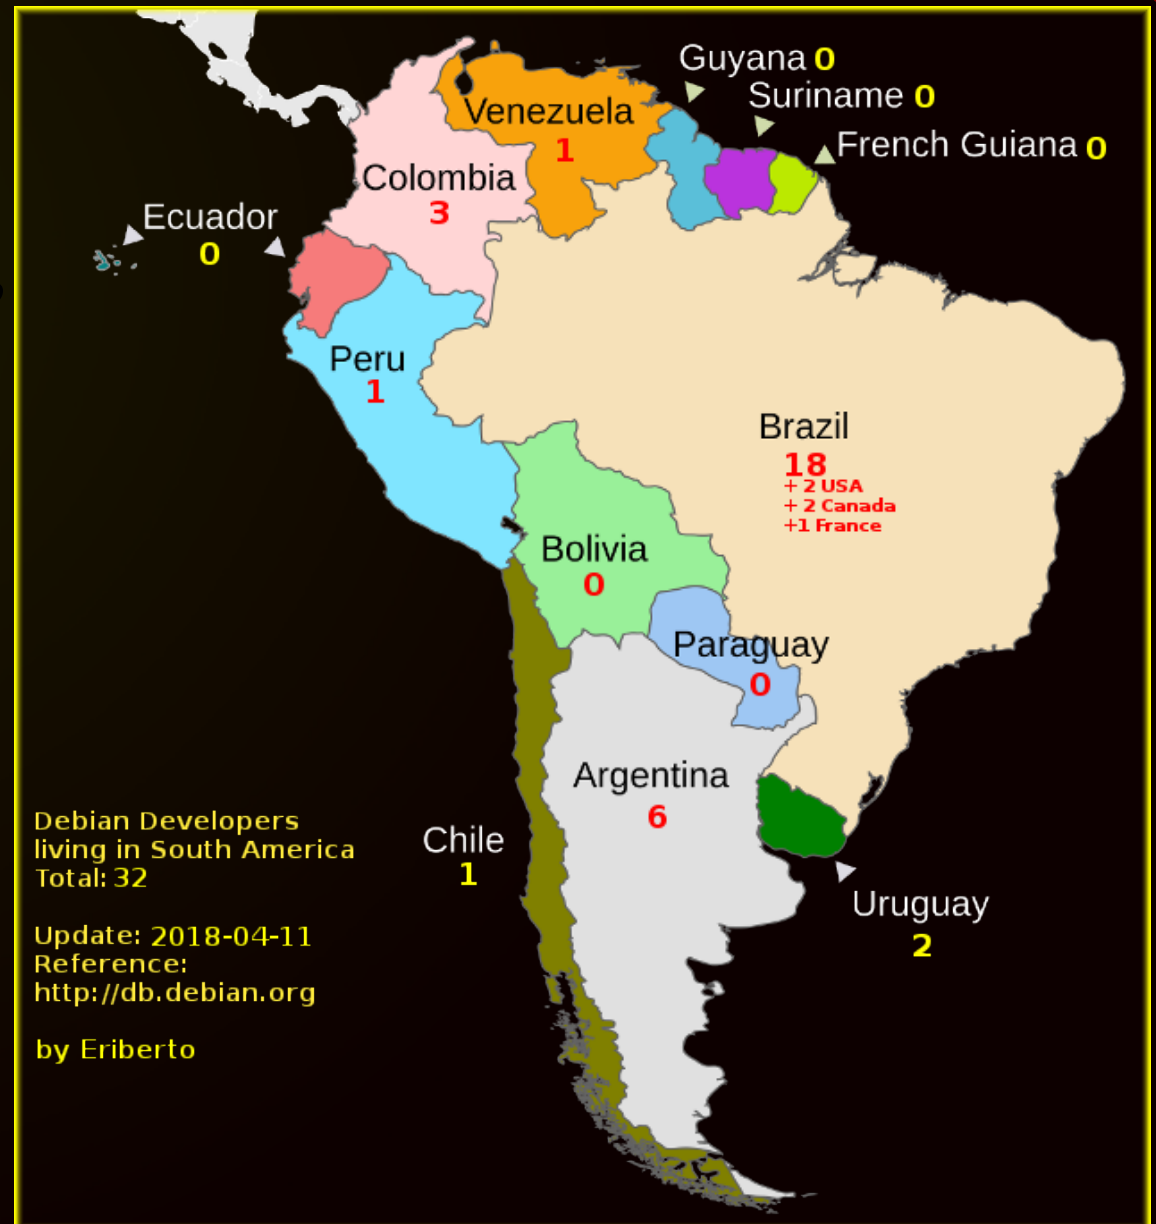 Guyana 0
Suriname 0
French Guiana 0
Venezuela
1
Colombia
3
Ecuador
0
Peru
1
Brazil
18
+ 2 USA
+ 2 Canada
+1 France
Bolivia
0
Paraguay
0
Argentina
6
Chile
1
Uruguay
2
Debian Developers
living in South America
Total: 32
Update: 2018-04-11
Reference:
http://db.debian.org
by Eriberto